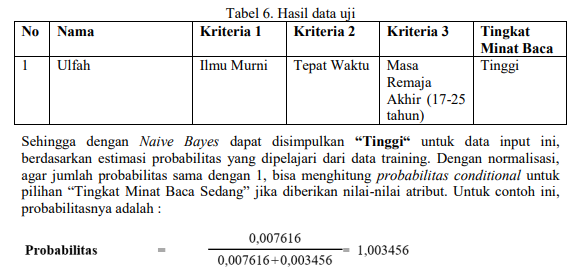 Tabel 6. Hasil data uji
No Nama Kriteria 1 Kriteria 2 Kriteria 3 Tingkat
Minat Baca
1 Ulfah Ilmu Murni Tepat Waktu Masa Tinggi
Remaja
Akhir (17-25
tahun)
Sehingga dengan Naive Bayes dapat disimpulkan “Tinggi“ untuk data input ini,
berdasarkan estimasi probabilitas yang dipelajari dari data training. Dengan normalisasi,
agar jumlah probabilitas sama dengan 1, bisa menghitung probabilitas conditional untuk
pilihan “Tingkat Minat Baca Sedang” jika diberikan nilai-nilai atribut. Untuk contoh ini,
probabilitasnya adalah :
0,007616
Probabilitas = = 1,003456
0,007616+0,003456